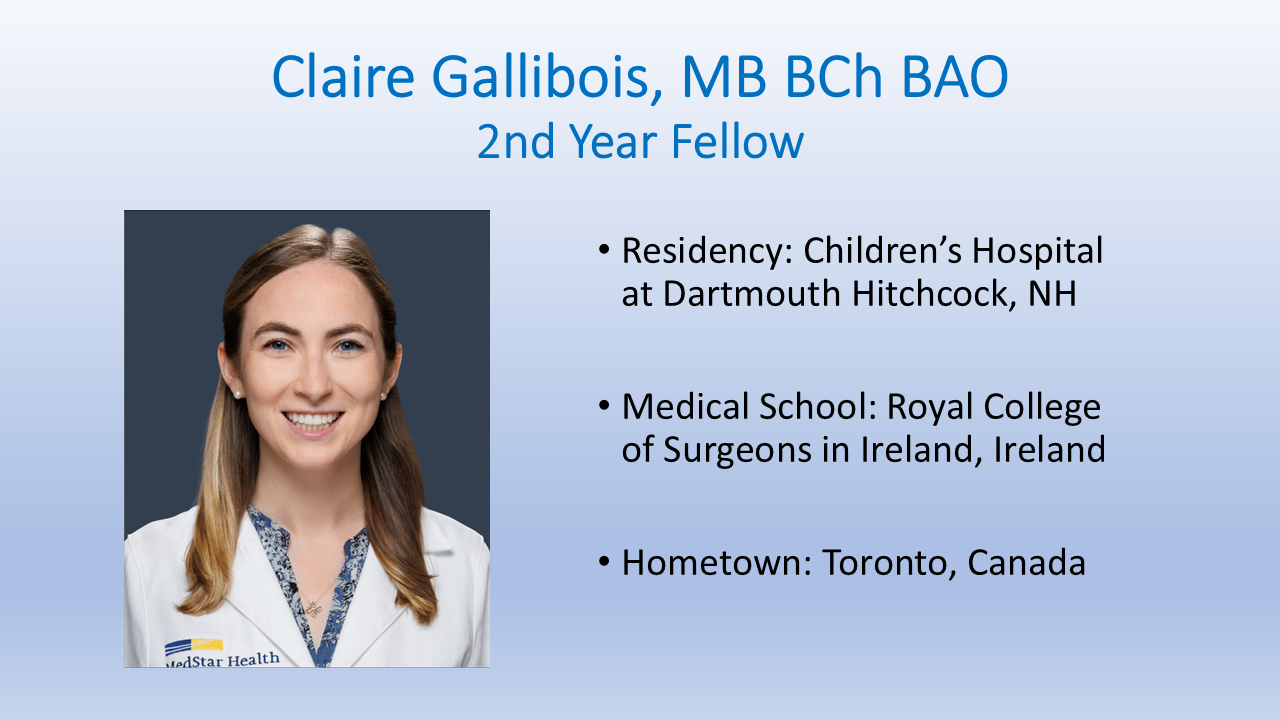 Claire Gallibois, MB BCh BAO
2nd Year Fellow
• Residency: Children’s Hospital
at Dartmouth Hitchcock, NH
• Medical School: Royal College
of Surgeons in Ireland, Ireland
• Hometown: Toronto, Canada
MedStar Health